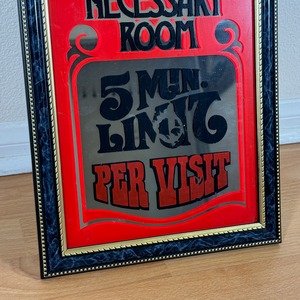 NECESSARY
ROOM
5 MIN.
LIMIT
PER VISIT